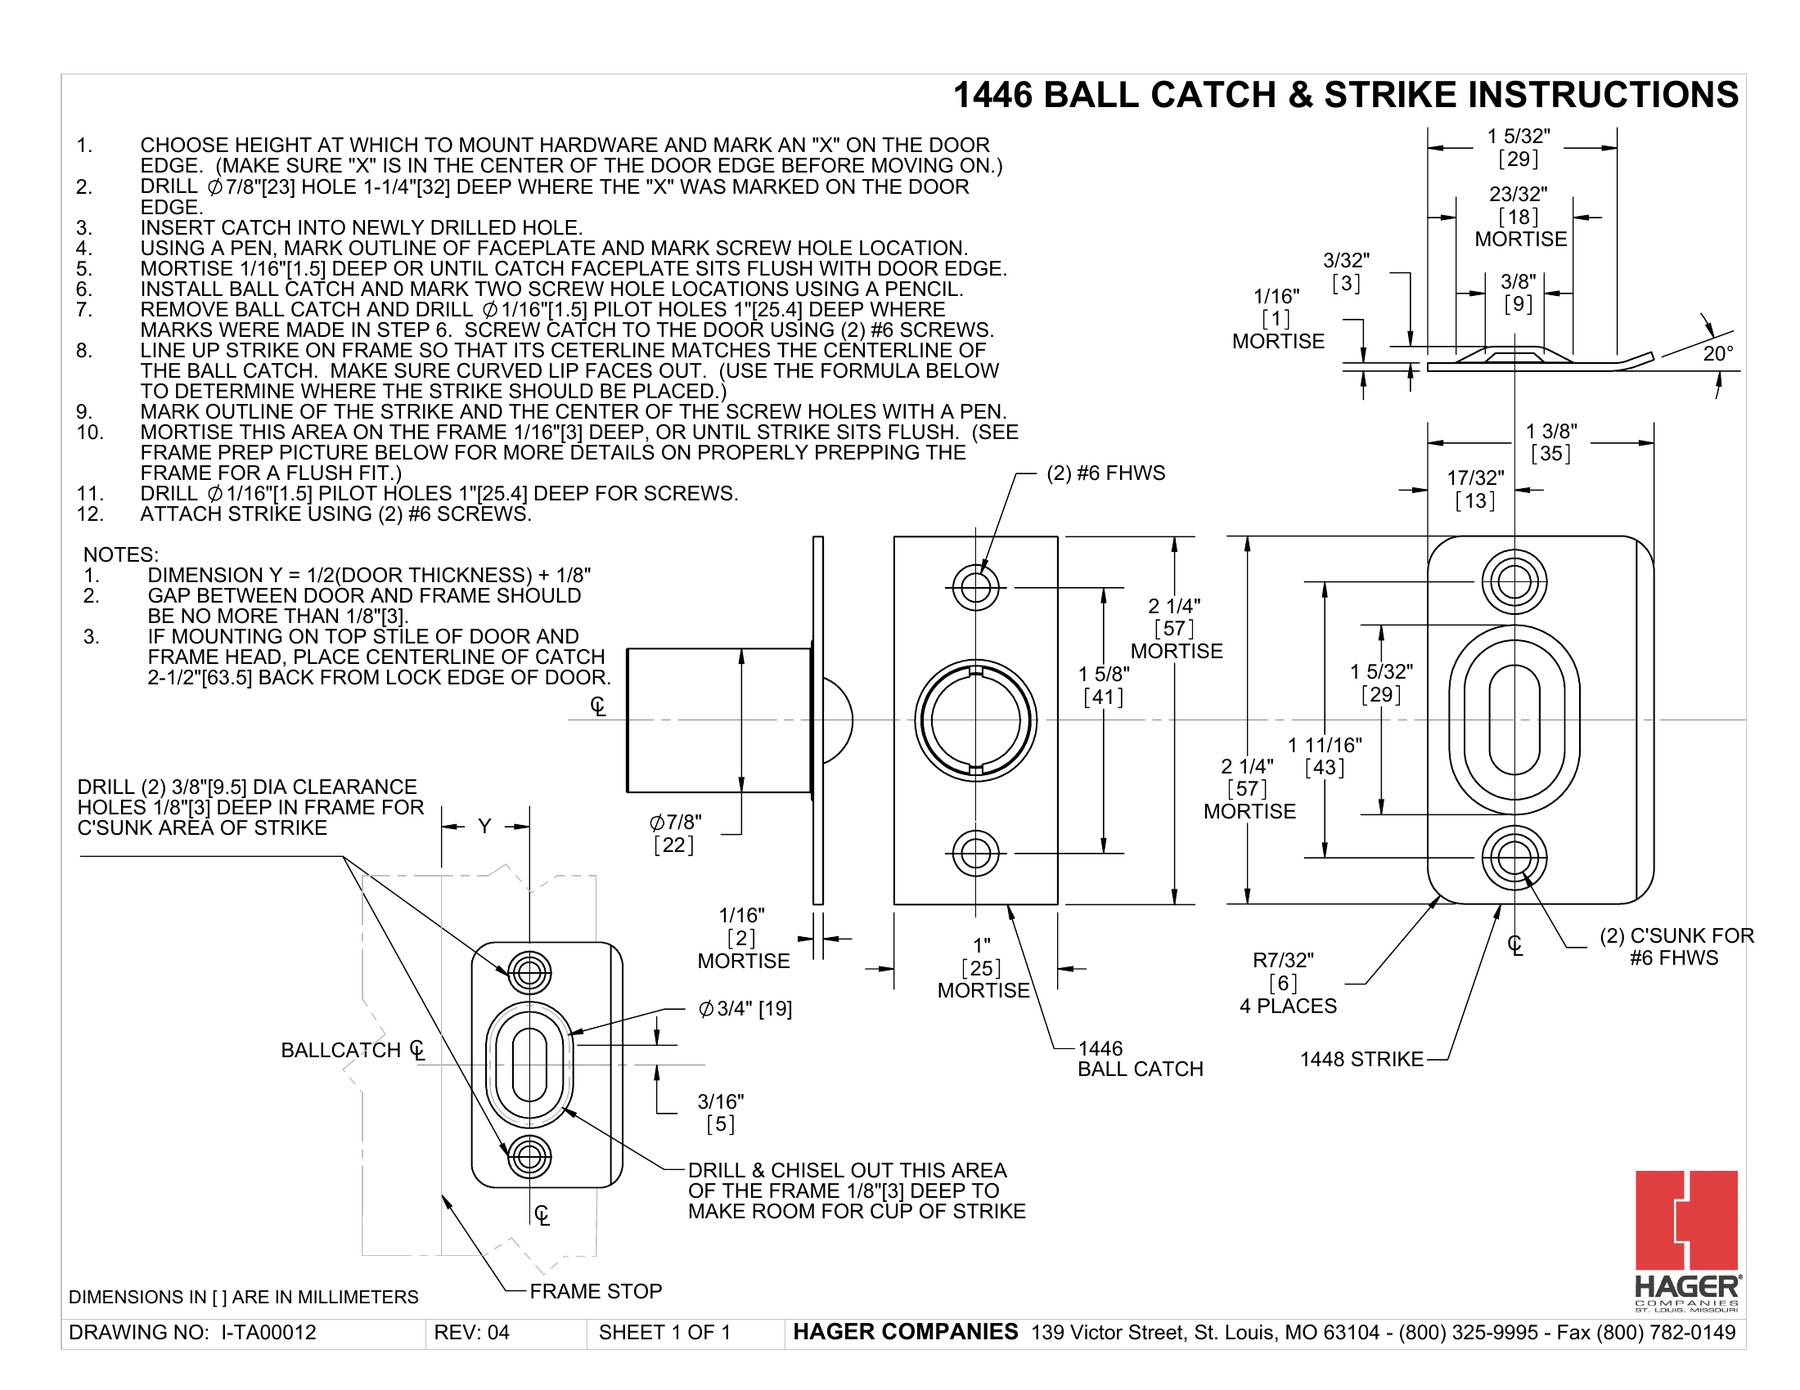 1446 BALL CATCH & STRIKE INSTRUCTIONS
1. CHOOSE HEIGHT AT WHICH TO MOUNT HARDWARE AND MARK AN "X" ON THE DOOR
EDGE. (MAKE SURE "X" IS IN THE CENTER OF THE DOOR EDGE BEFORE MOVING ON.)
2. DRILL ∅7/8"[23] HOLE 1-1/4"[32] DEEP WHERE THE "X" WAS MARKED ON THE DOOR
EDGE.
3. INSERT CATCH INTO NEWLY DRILLED HOLE.
4. USING A PEN, MARK OUTLINE OF FACEPLATE AND MARK SCREW HOLE LOCATION.
5. MORTISE 1/16"[1.5] DEEP OR UNTIL CATCH FACEPLATE SITS FLUSH WITH DOOR EDGE.
6. INSTALL BALL CATCH AND MARK TWO SCREW HOLE LOCATIONS USING A PENCIL.
7. REMOVE BALL CATCH AND DRILL ∅1/16"[1.5] PILOT HOLES 1"[25.4] DEEP WHERE
MARKS WERE MADE IN STEP 6. SCREW CATCH TO THE DOOR USING (2) #6 SCREWS.
8. LINE UP STRIKE ON FRAME SO THAT ITS CETERLINE MATCHES THE CENTERLINE OF
THE BALL CATCH. MAKE SURE CURVED LIP FACES OUT. (USE THE FORMULA BELOW
TO DETERMINE WHERE THE STRIKE SHOULD BE PLACED.)
9. MARK OUTLINE OF THE STRIKE AND THE CENTER OF THE SCREW HOLES WITH A PEN.
10. MORTISE THIS AREA ON THE FRAME 1/16"[3] DEEP, OR UNTIL STRIKE SITS FLUSH. (SEE
FRAME PREP PICTURE BELOW FOR MORE DETAILS ON PROPERLY PREPPING THE
FRAME FOR A FLUSH FIT.)
11. DRILL ∅1/16"[1.5] PILOT HOLES 1"[25.4] DEEP FOR SCREWS.
12. ATTACH STRIKE USING (2) #6 SCREWS.
NOTES:
1. DIMENSION Y = 1/2(DOOR THICKNESS) + 1/8"
2. GAP BETWEEN DOOR AND FRAME SHOULD
BE NO MORE THAN 1/8"[3].
3. IF MOUNTING ON TOP STILE OF DOOR AND
FRAME HEAD, PLACE CENTERLINE OF CATCH
2-1/2"[63.5] BACK FROM LOCK EDGE OF DOOR.
1 5/32"
[29]
23/32"
[18]
MORTISE
3/8"
[9]
3/32"
[3]
1/16"
[1]
MORTISE
20°
1 3/8"
[35]
17/32"
[13]
(2) #6 FHWS
2 1/4"
[57]
MORTISE
1 5/8"
[41]
1 5/32"
[29]
1 11/16"
[43]
2 1/4"
[57]
MORTISE
℄
∅7/8"
[22]
1/16"
[2]
MORTISE
1"
[25]
MORTISE
1446
BALL CATCH
R7/32"
[6]
4 PLACES
1448 STRIKE
℄
(2) C'SUNK FOR
#6 FHWS
DRILL (2) 3/8"[9.5] DIA CLEARANCE
HOLES 1/8"[3] DEEP IN FRAME FOR
C'SUNK AREA OF STRIKE
Y
∅3/4" [19]
BALLCATCH ℄
3/16"
[5]
DRILL & CHISEL OUT THIS AREA
OF THE FRAME 1/8"[3] DEEP TO
MAKE ROOM FOR CUP OF STRIKE
℄
FRAME STOP
DIMENSIONS IN [ ] ARE IN MILLIMETERS
HAGER®
COMPANIES
ST. LOUIS, MISSOURI
DRAWING NO: I-TA00012 REV: 04 SHEET 1 OF 1 HAGER COMPANIES 139 Victor Street, St. Louis, MO 63104 - (800) 325-9995 - Fax (800) 782-0149